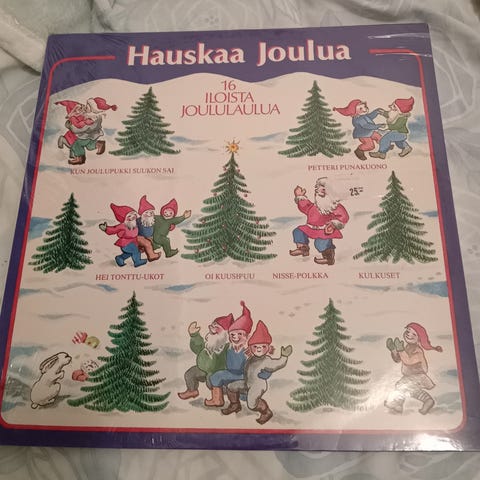 Hauskaa Joulua
16
ILOISTA
JOULULAULUA
KUN JOULUPUKKI SUUKON SAI
PETTERI PUNAKUONO
25.-
HEI TONTTU-UKOT
OI KUUSIPUU
NISSE-POLKKA
KULKUSET